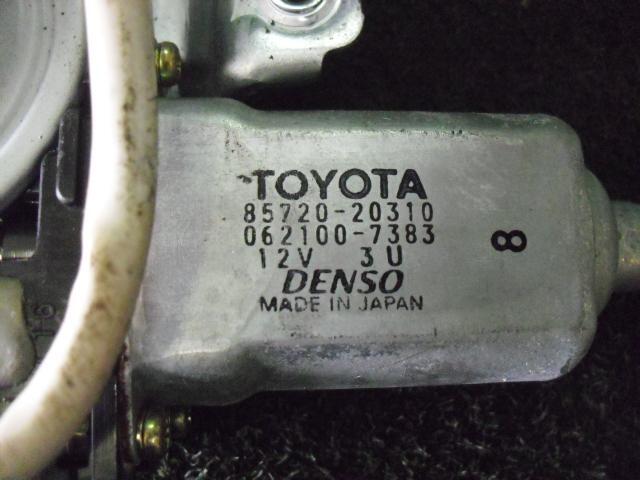 TOYOTA
85720-20310
062100-7383
12V 3U
DENSO
MADE IN JAPAN
8